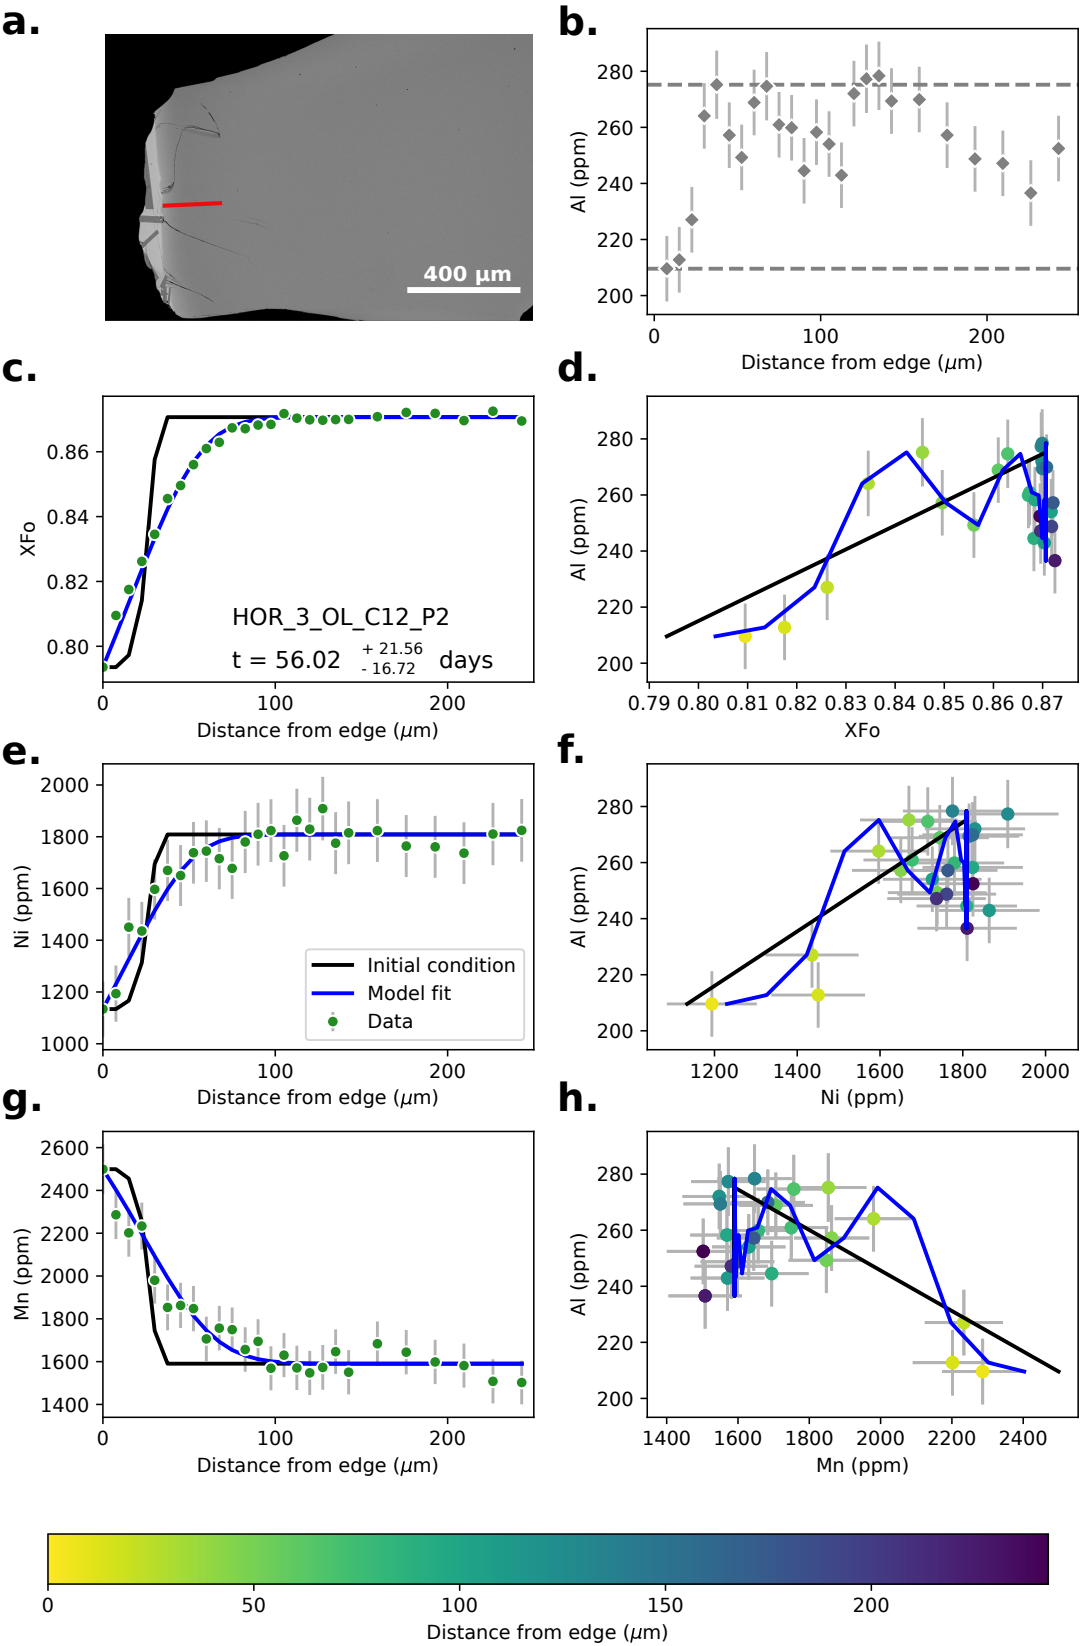 a.
400 μm
b.
280
260
240
220
200
Al (ppm)
0
100
200
Distance from edge (μm)
c.
0.86
0.84
0.82
0.80
XFo
HOR_3_OL_C12_P2
t = 56.02 + 21.56 - 16.72 days
0
100
200
Distance from edge (μm)
d.
280
260
240
220
200
Al (ppm)
0.79 0.80 0.81 0.82 0.83 0.84 0.85 0.86 0.87
XFo
e.
2000
1800
1600
1400
1200
1000
Ni (ppm)
Initial condition
Model fit
Data
0
100
200
Distance from edge (μm)
f.
280
260
240
220
200
Al (ppm)
1200
1400
1600
1800
2000
Ni (ppm)
g.
2600
2400
2200
2000
1800
1600
1400
Mn (ppm)
0
100
200
Distance from edge (μm)
h.
280
260
240
220
200
Al (ppm)
1400
1600
1800
2000
2200
2400
Mn (ppm)
0
50
100
150
200
Distance from edge (μm)